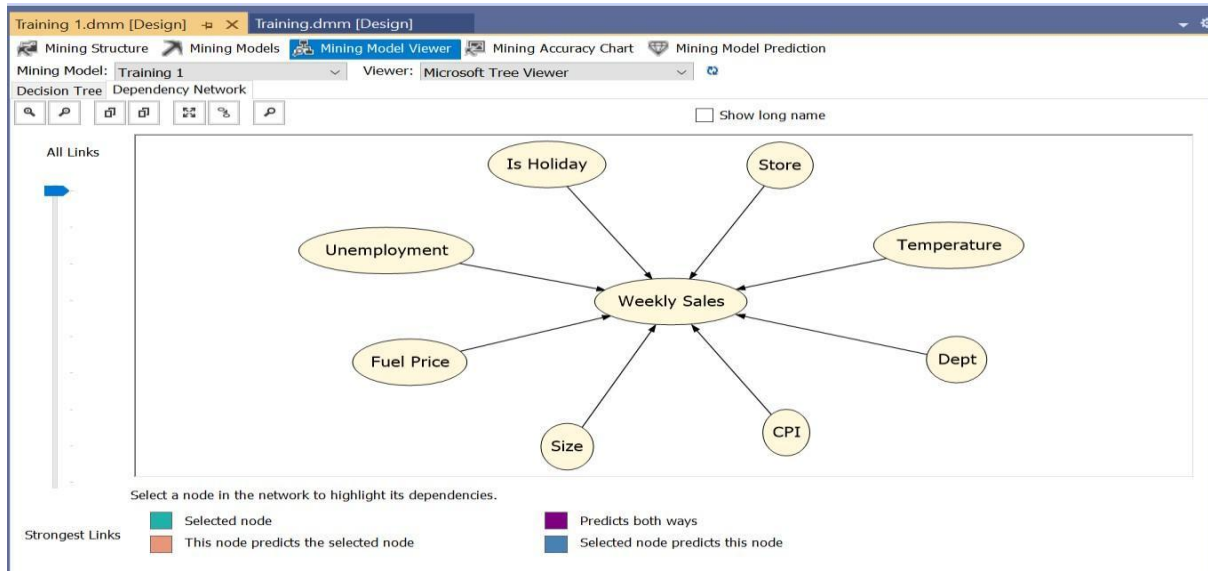 Training 1.dmm [Design] Training.dmm [Design]
Mining Structure Mining Models Mining Model Viewer Mining Accuracy Chart Mining Model Prediction
Mining Model: Training 1 Viewer: Microsoft Tree Viewer
Decision Tree Dependency Network
Show long name
All Links
Is Holiday Store
Unemployment Temperature
Weekly Sales
Fuel Price Dept
Size CPI
Select a node in the network to highlight its dependencies.
Strongest Links
Selected node Predicts both ways
This node predicts the selected node Selected node predicts this node